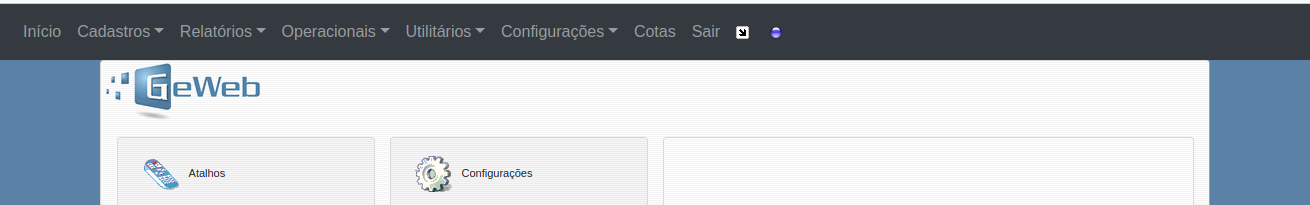 Início Cadastros Relatórios Operacionais Utilitários Configurações Cotas Sair
GeWeb
Atalhos Configurações